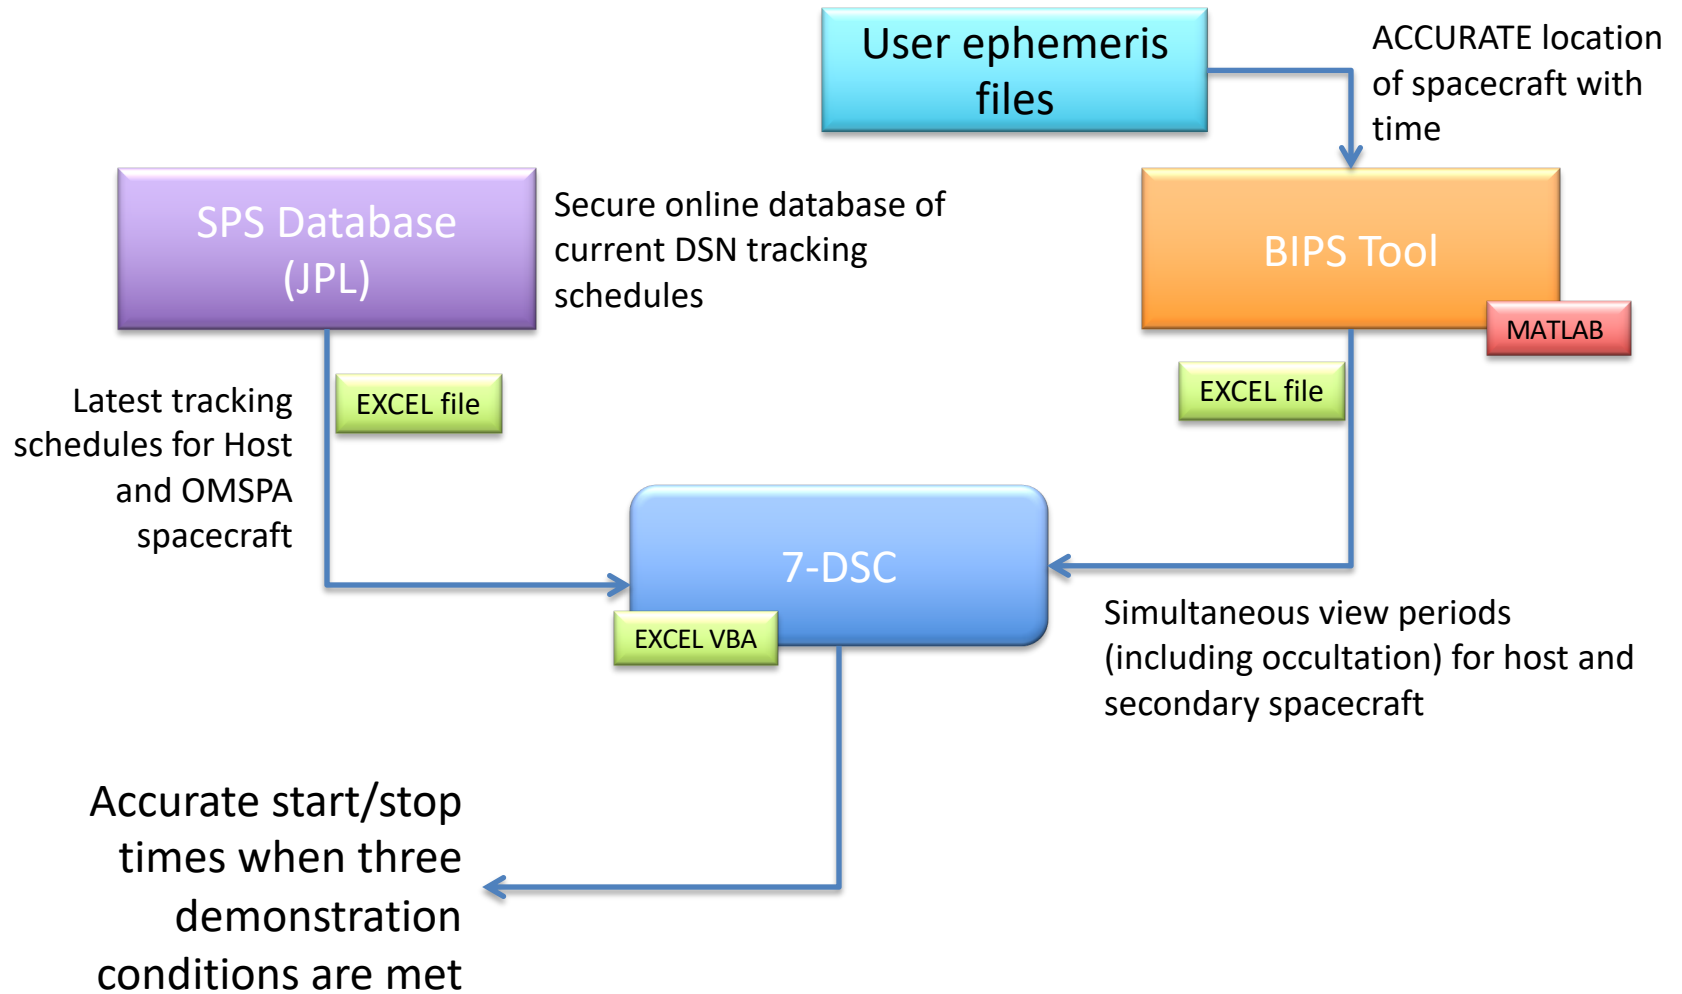 User ephemeris
files
ACCURATE location
of spacecraft with
time
SPS Database
(JPL)
Secure online database of
current DSN tracking
schedules
BIPS Tool
MATLAB
Latest tracking
schedules for Host
and OMSPA
spacecraft
EXCEL file
EXCEL file
7-DSC
EXCEL VBA
Simultaneous view periods
(including occultation) for host and
secondary spacecraft
Accurate start/stop
times when three
demonstration
conditions are met